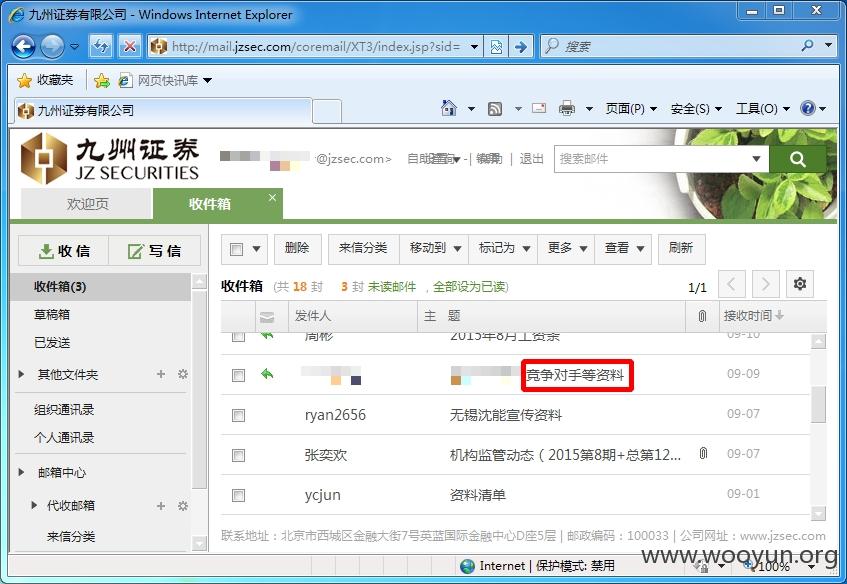 九州证券有限公司 - Windows Internet Explorer
http://mail.jzsec.com/coremail/XT3/index.jsp?sid=
搜索
收藏夹
网页快讯库
九州证券有限公司
页面(P)
安全(S)
工具(O)
九州证券
JZ SECURITIES
@jzsec.com>
自助查询
| 退出
搜索邮件
欢迎页
收件箱
收信
写信
删除
来信分类
移动到
标记为
更多
查看
刷新
收件箱(3)
草稿箱
已发送
其他文件夹
组织通讯录
个人通讯录
邮箱中心
代收邮箱
来信分类
收件箱 (共 18 封 3 封 未读邮件 ，全部设为已读)
1/1
发件人
主 题
接收时间
周彬 2015年8月工资条 09-10
竞争对手等资料 09-09
ryan2656 无锡沈能宣传资料 09-07
张奕欢 机构监管动态（2015第8期+总第12... 09-07
ycjun 资料清单 09-01
联系地址：北京市西城区金融大街7号英蓝国际金融中心D座5层 | 邮政编码：100033 | 公司网址：www.jzsec.com
Internet | 保护模式: 禁用
100%
www.wooyun.org